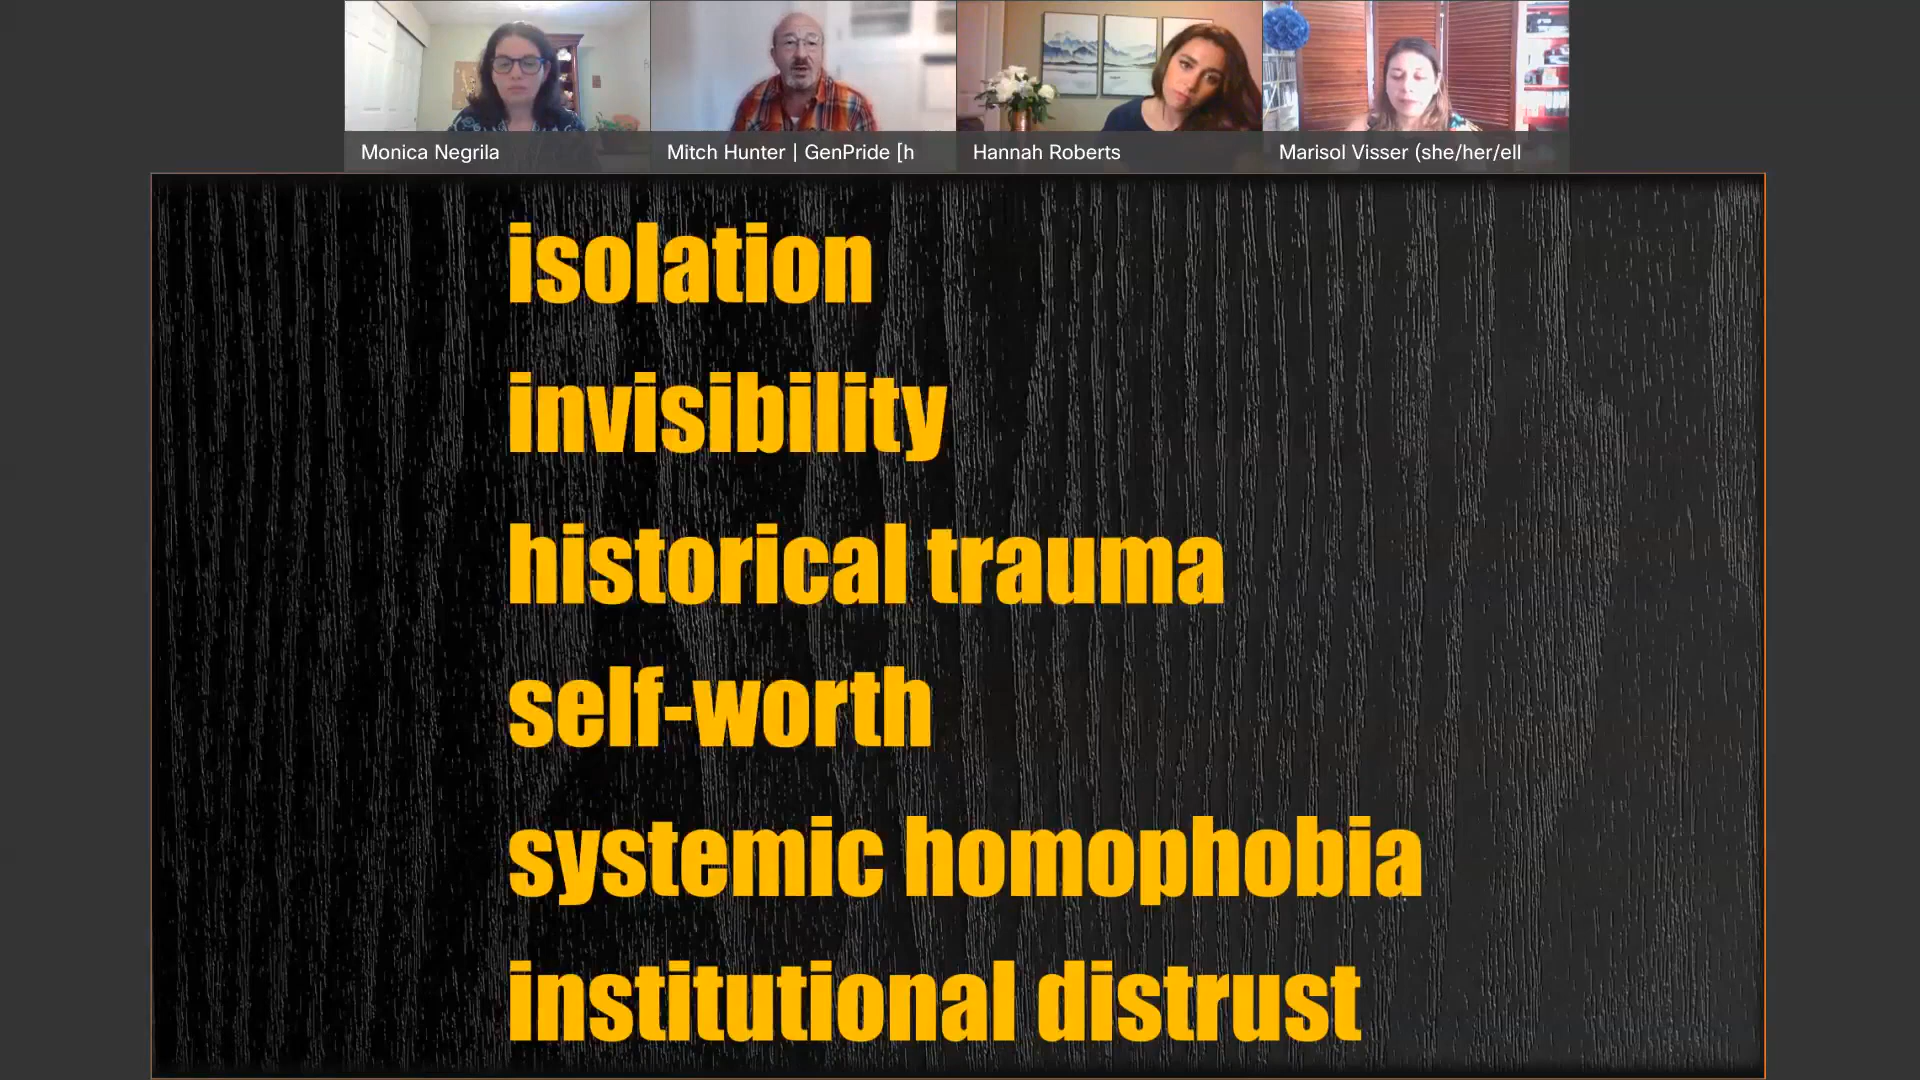 Monica Negrila
Mitch Hunter | GenPride [h
Hannah Roberts
Marisol Visser (she/her/ell
isolation
invisibility
historical trauma
self-worth
systemic homophobia
institutional distrust